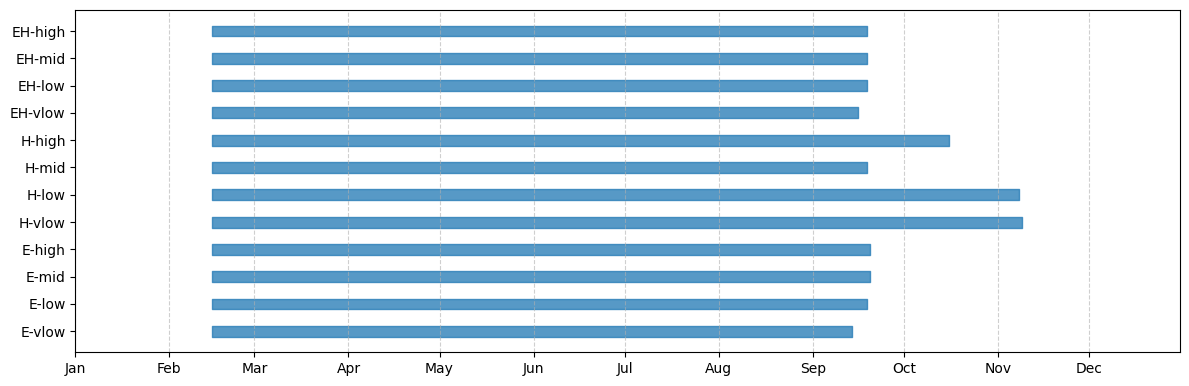 EH-high
EH-mid
EH-low
EH-vlow
H-high
H-mid
H-low
H-vlow
E-high
E-mid
E-low
E-vlow
Jan Feb Mar Apr May Jun Jul Aug Sep Oct Nov Dec